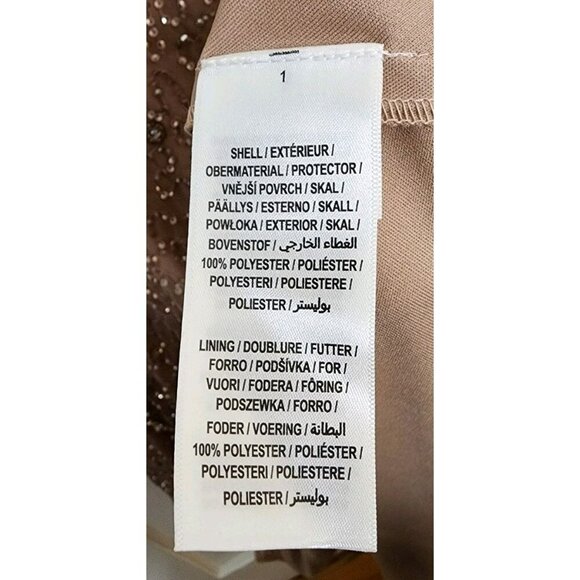 1
SHELL / EXTÉRIEUR /
OBERMATERIAL / PROTECTOR /
VNĚJŠÍ POVRCH / SKAL /
PÄÄLLYS / ESTERNO / SKALL /
POWŁOKA / EXTERIOR / SKAL /
BOVENSTOF / الغطاء الخارجي /
100% POLYESTER / POLIÉSTER /
POLYESTERI / POLIESTERE /
POLIESTER / بوليستر
LINING / DOUBLURE / FUTTER /
FORRO / PODŠÍVKA / FOR /
VUORI / FODERA / FÔRING /
PODSZEWKA / FORRO /
FODER / VOERING / البطانة /
100% POLYESTER / POLIÉSTER /
POLYESTERI / POLIESTERE /
POLIESTER / بوليستر